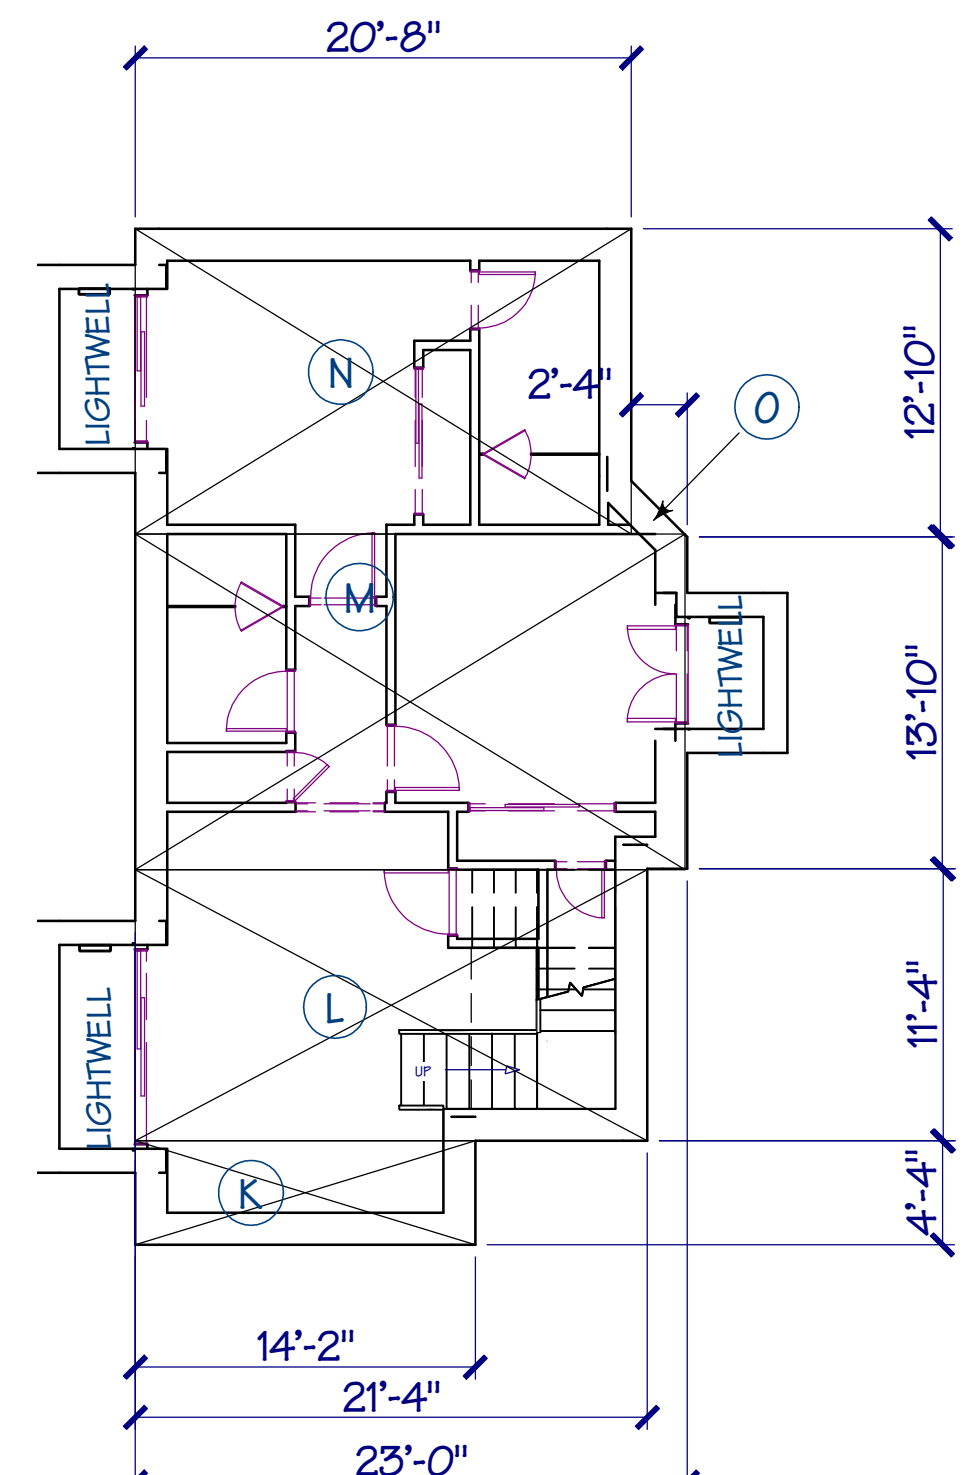 20'-8"
LIGHTWELL
N
2'-4"
O
12'-10"
M
LIGHTWELL
13'-10"
L
UP
LIGHTWELL
11'-4"
K
4'-4"
14'-2"
21'-4"
23'-0"